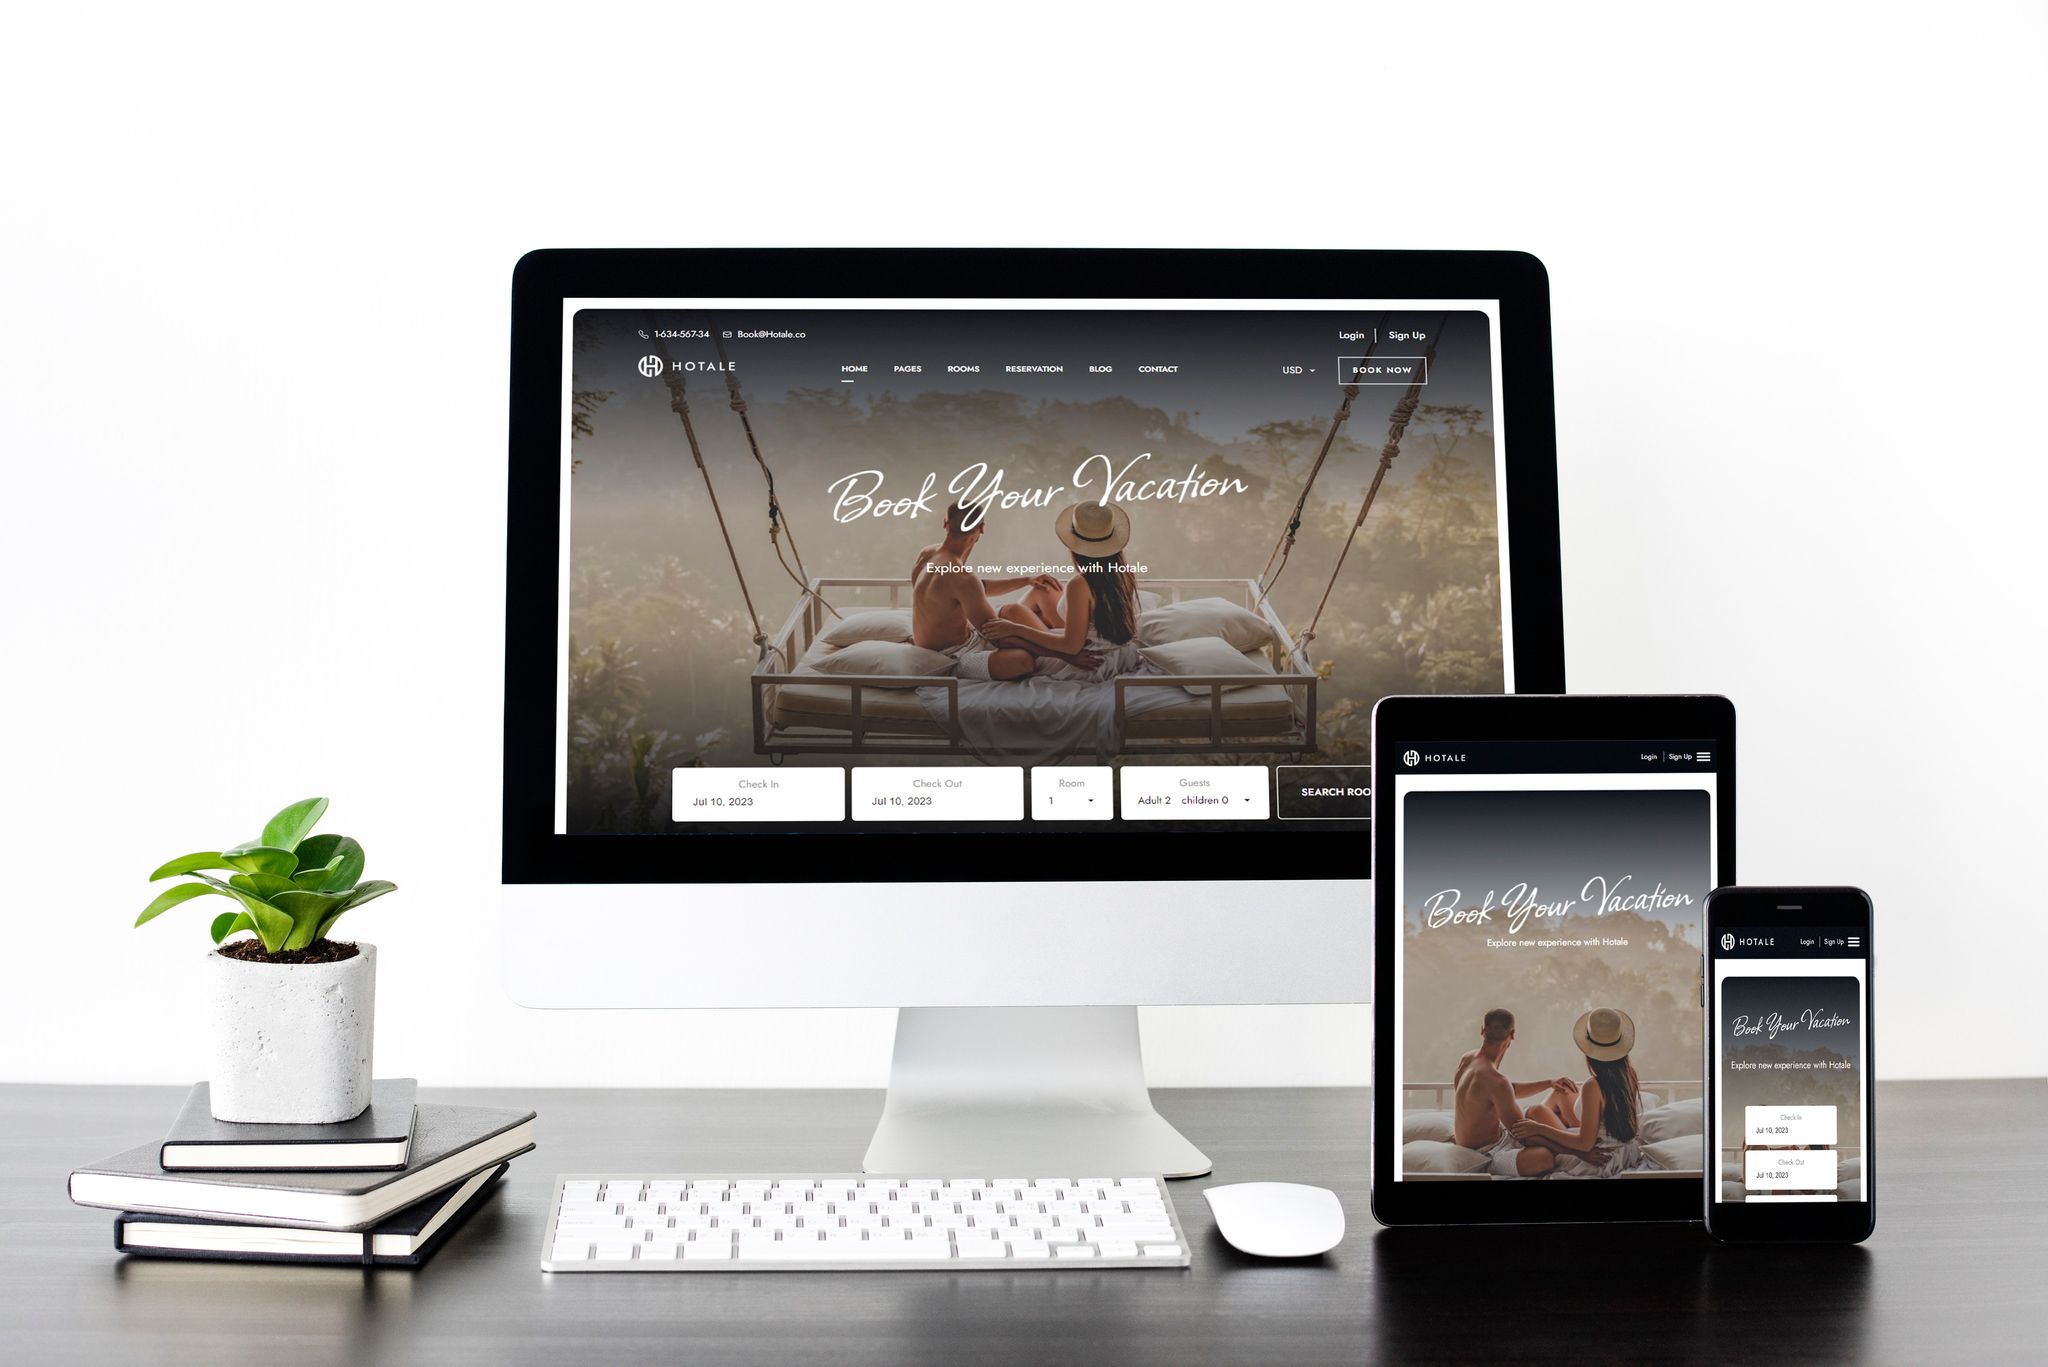 1-634-567-34 Book@Hotale.co Login | Sign Up
HOTALE HOME PAGES ROOMS RESERVATION BLOG CONTACT USD BOOK NOW
Book Your Vacation
Explore new experience with Hotale
Check In
Jul 10, 2023
Check Out
Jul 10, 2023
Room
1
Guests
Adult 2 children 0
SEARCH ROO
HOTALE Login | Sign Up
Book Your Vacation
Explore new experience with Hotale
HOTALE Login | Sign Up
Book Your Vacation
Explore new experience with Hotale
Check In
Jul 10, 2023
Check Out
Jul 10, 2023